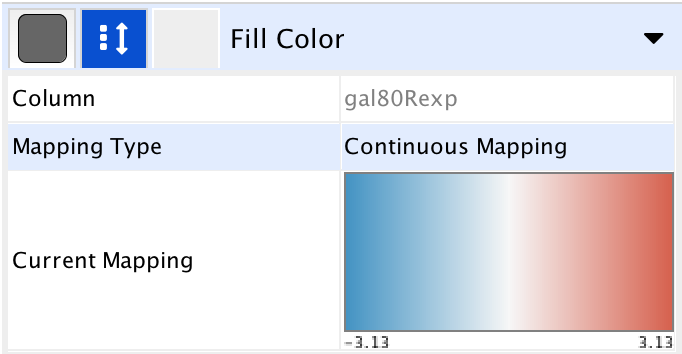 Fill Color
Column gal80Rexp
Mapping Type Continuous Mapping
Current Mapping
-3.13 3.13